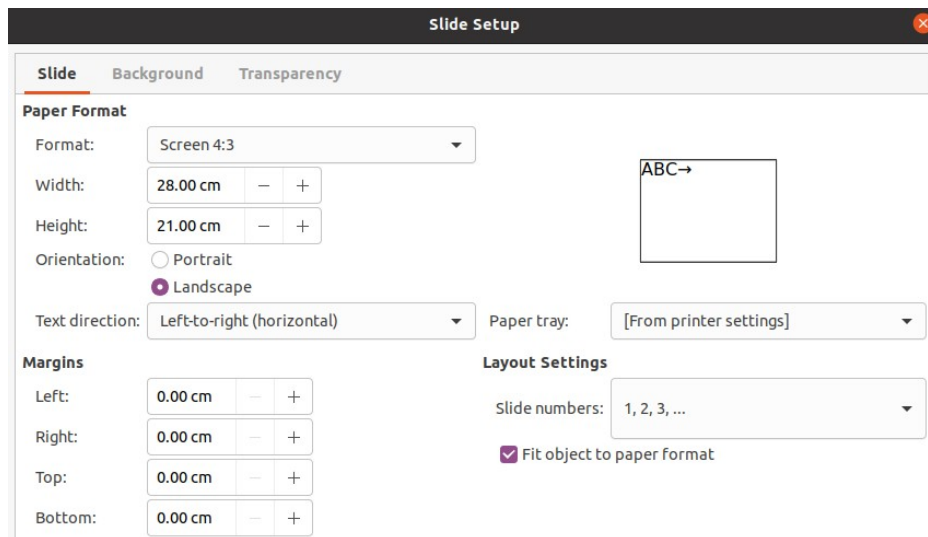 Slide Setup
Slide Background Transparency
Paper Format
Format: Screen 4:3
Width: 28.00 cm − +
Height: 21.00 cm − +
Orientation: Portrait
Landscape
ABC→
Text direction: Left-to-right (horizontal) Paper tray: [From printer settings]
Margins
Left: 0.00 cm − +
Right: 0.00 cm − +
Top: 0.00 cm − +
Bottom: 0.00 cm − +
Layout Settings
Slide numbers: 1, 2, 3, ...
Fit object to paper format